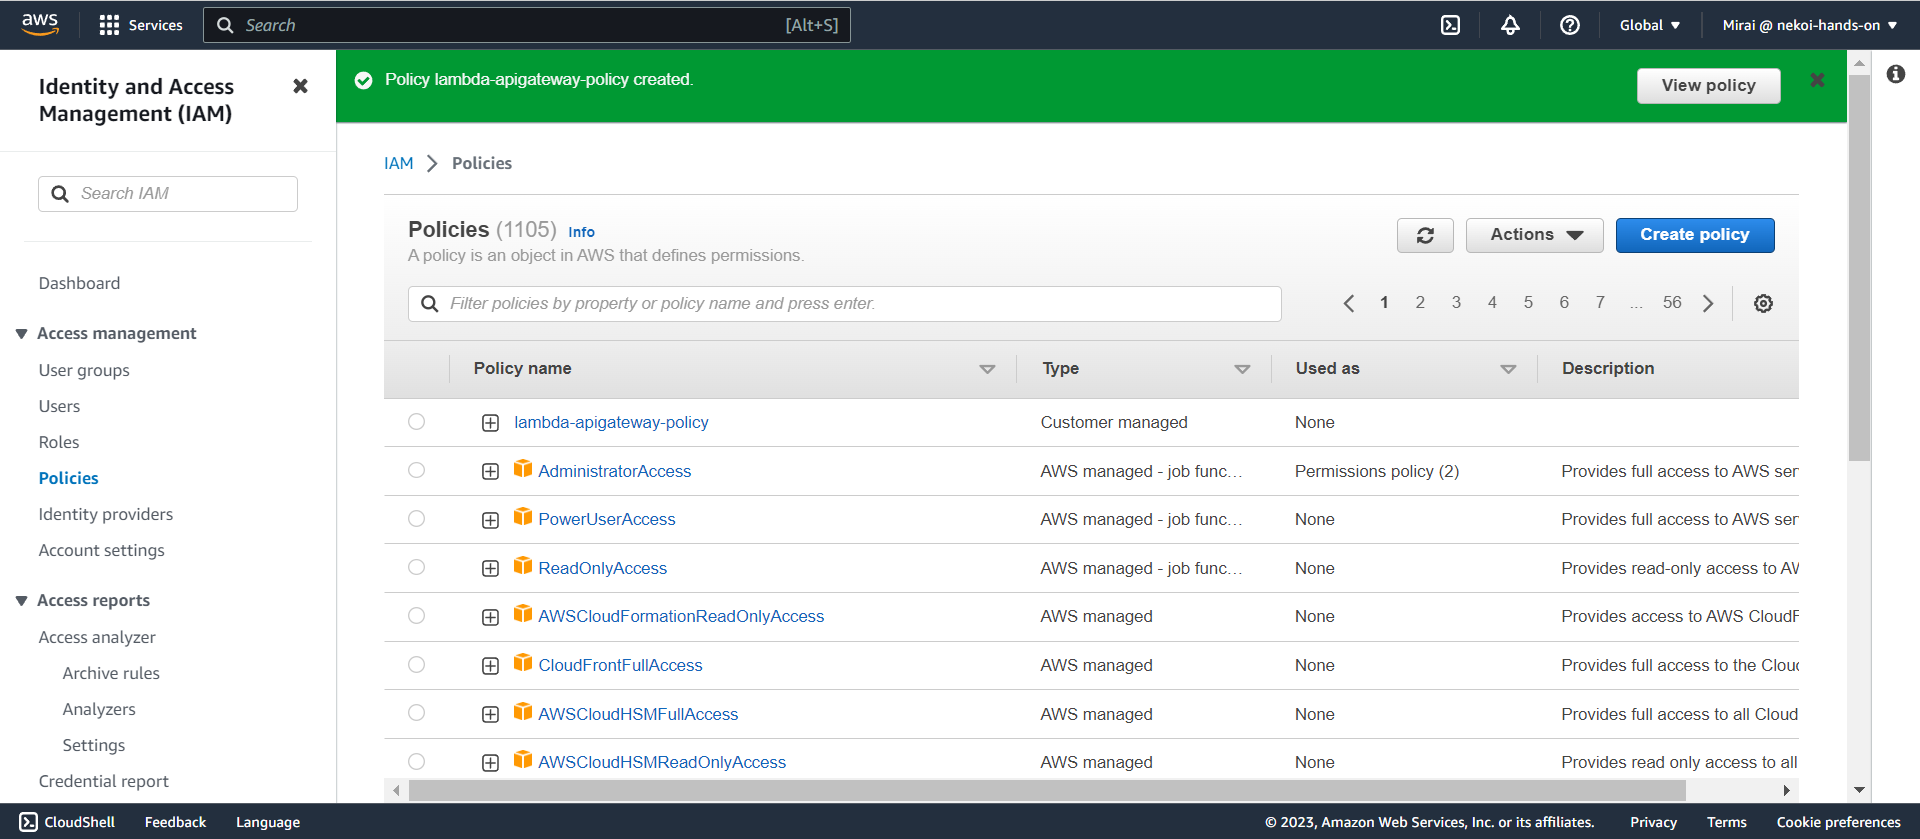 aws
Services
Search
[Alt+S]
Global
Mirai @ nekoi-hands-on
Identity and Access
Management (IAM)
Search IAM
Dashboard
Access management
User groups
Users
Roles
Policies
Identity providers
Account settings
Access reports
Access analyzer
Archive rules
Analyzers
Settings
Credential report
Policy lambda-apigateway-policy created.
View policy
IAM
Policies
Policies (1105) Info
A policy is an object in AWS that defines permissions.
Actions
Create policy
Filter policies by property or policy name and press enter.
1 2 3 4 5 6 7 ... 56
Policy name Type Used as Description
lambda-apigateway-policy Customer managed None
AdministratorAccess AWS managed - job func... Permissions policy (2) Provides full access to AWS ser
PowerUserAccess AWS managed - job func... None Provides full access to AWS ser
ReadOnlyAccess AWS managed - job func... None Provides read-only access to AW
AWSCloudFormationReadOnlyAccess AWS managed None Provides access to AWS CloudF
CloudFrontFullAccess AWS managed None Provides full access to the Clou
AWSCloudHSMFullAccess AWS managed None Provides full access to all Cloud
AWSCloudHSMReadOnlyAccess AWS managed None Provides read only access to all
CloudShell
Feedback
Language
© 2023, Amazon Web Services, Inc. or its affiliates.
Privacy
Terms
Cookie preferences